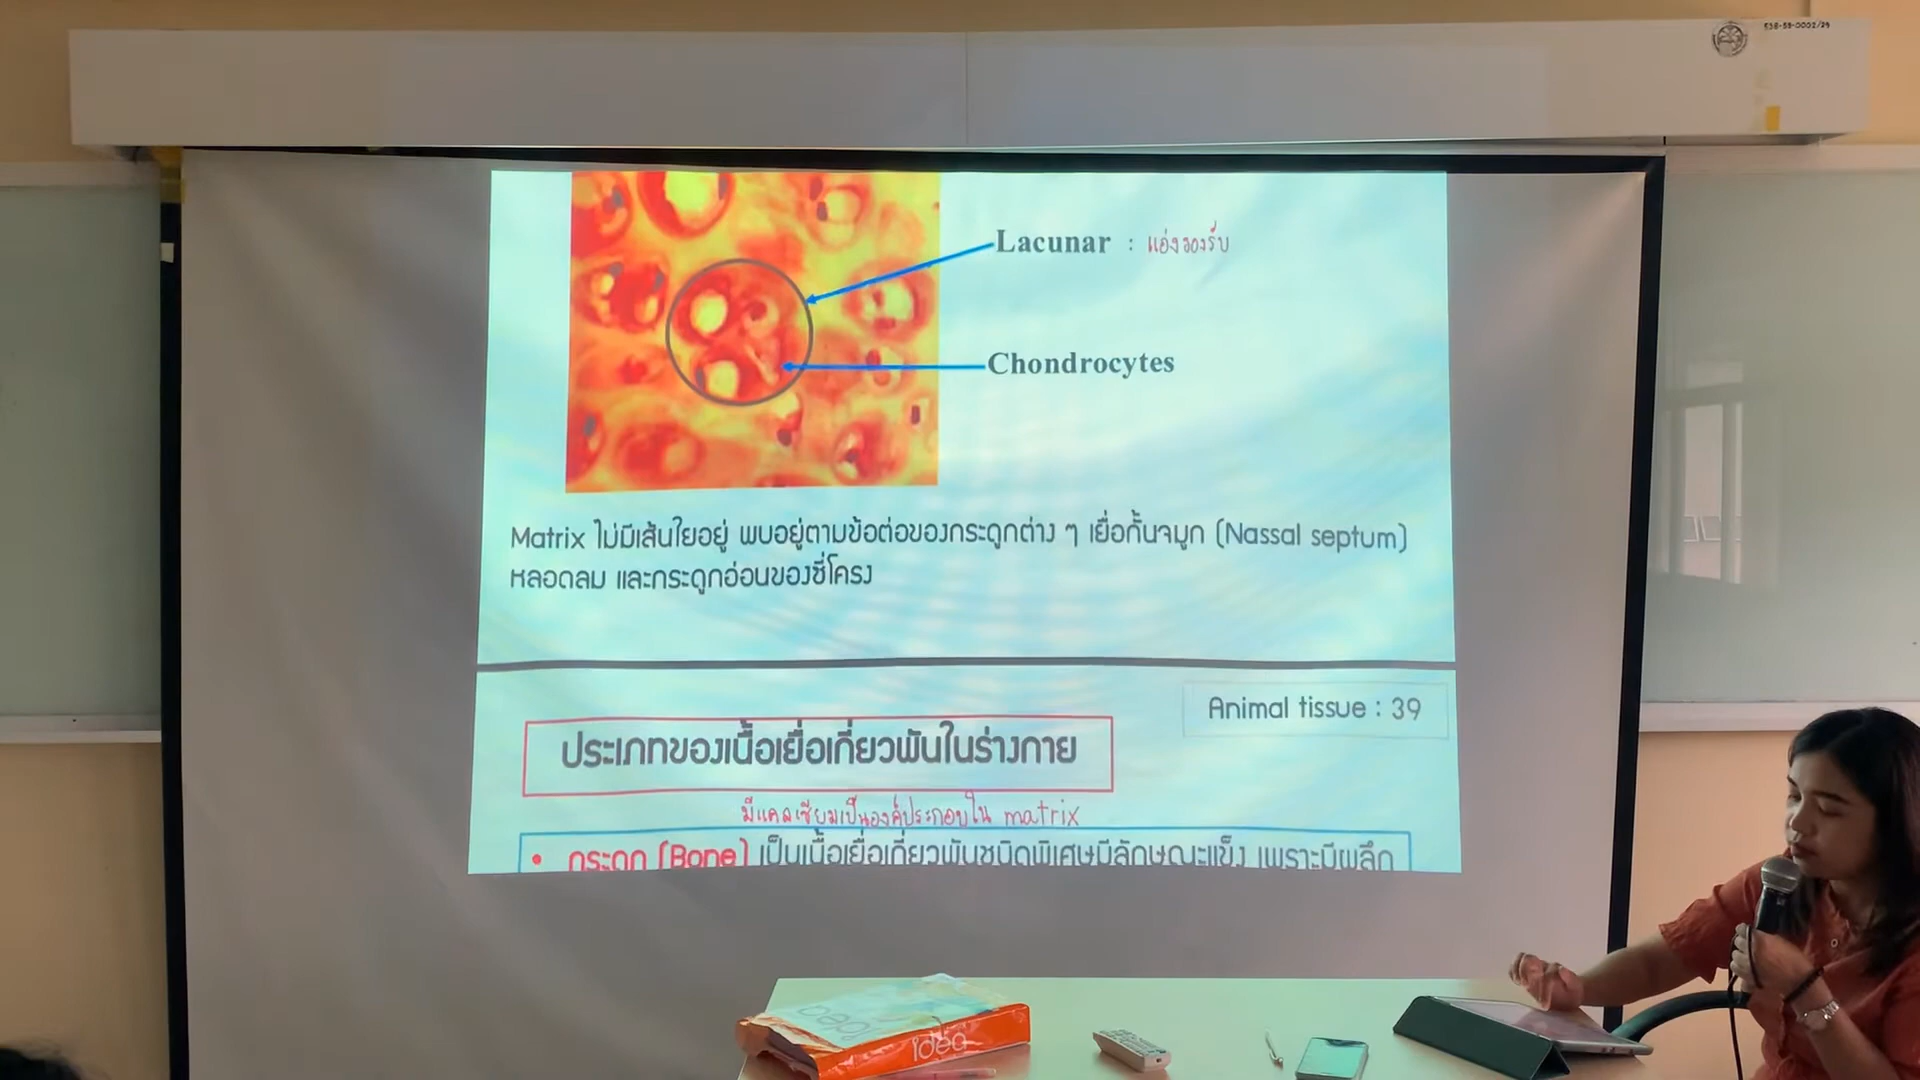 538-59-0002/29
Lacunar : แอ่งรองรับ
Chondrocytes
Matrix ไม่มีเส้นใยอยู่ พบอยู่ตามข้อต่อของกระดูกต่าง ๆ เยื่อกั้นจมูก (Nassal septum)
หลอดลม และกระดูกอ่อนของซี่โครง
Animal tissue : 39
ประเภทของเนื้อเยื่อเกี่ยวพันในร่างกาย
มีแคลเซียมเป็นองค์ประกอบใน matrix
• กระดูก (Bone) เป็นเนื้อเยื่อเกี่ยวพันชนิดพิเศษมีลักษณะแข็ง เพราะมีผลึก
idea
idea